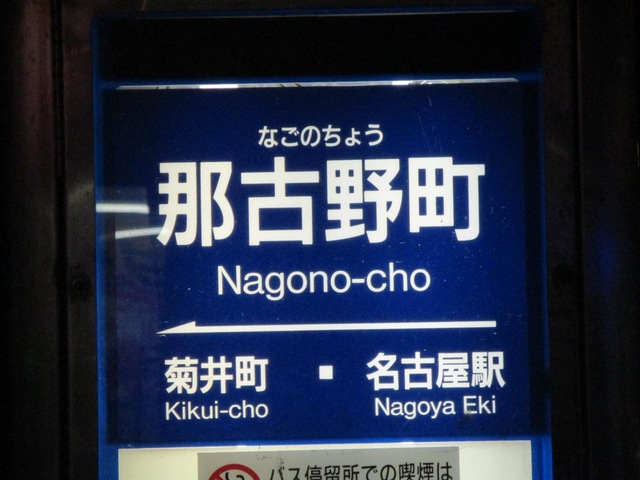 なごのちょう
那古野町
Nagono-cho
菊井町 名古屋駅
Kikui-cho Nagoya Eki
バス停留所での喫煙は